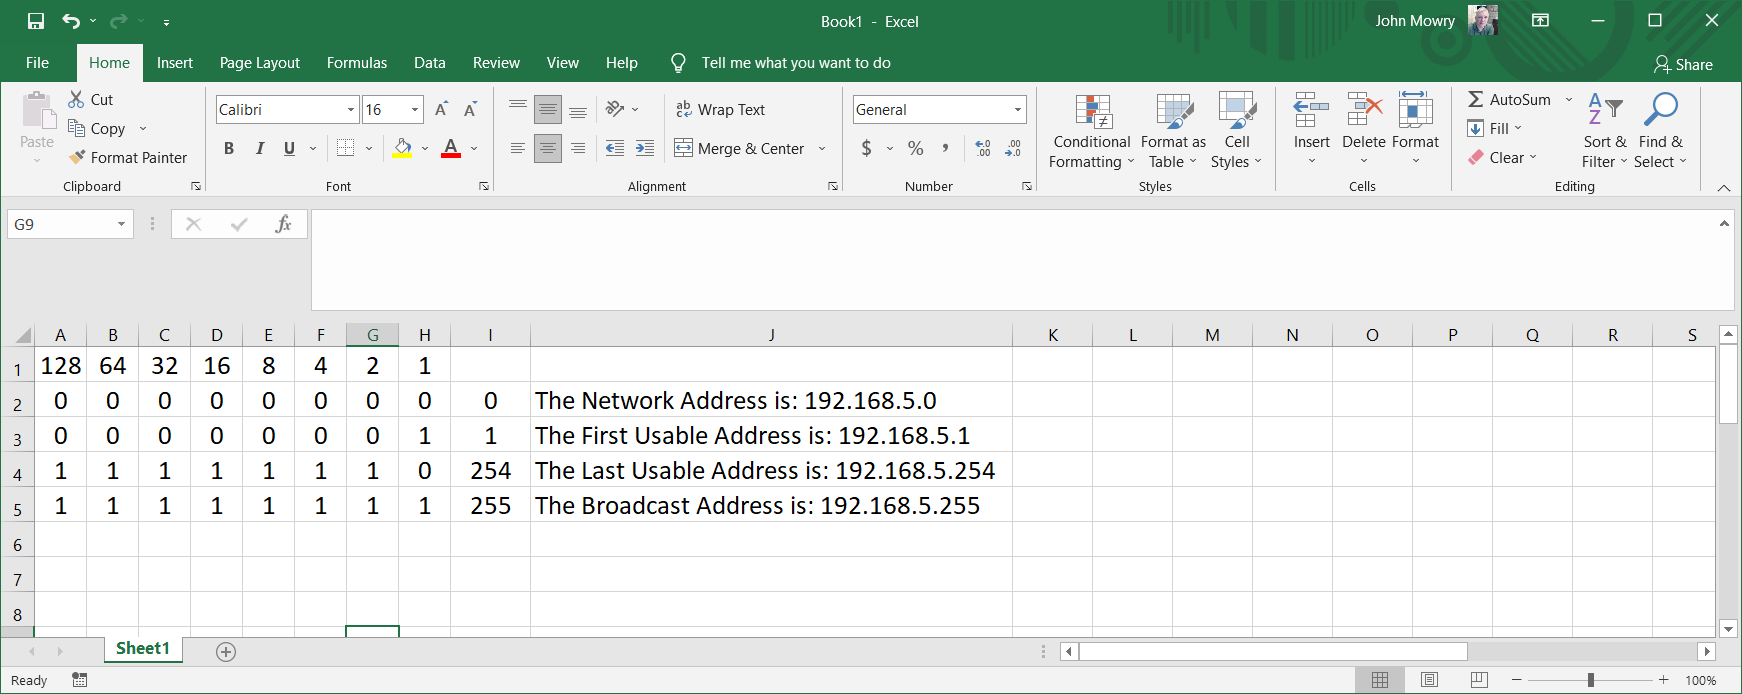 Book1 - Excel
John Mowry
File Home Insert Page Layout Formulas Data Review View Help Tell me what you want to do
Share
Paste
Cut
Copy
Format Painter
Clipboard
Calibri 16 A A
B I U A
Font
ab Wrap Text
Merge & Center
Alignment
General
$ % ,
Number
Conditional Formatting
Format as Table
Cell Styles
Styles
Insert Delete Format
Cells
AutoSum
Fill
Clear
Sort & Filter
Find & Select
Editing
G9 fx
A B C D E F G H I J K L M N O P Q R S
1 128 64 32 16 8 4 2 1
2 0 0 0 0 0 0 0 0 0 The Network Address is: 192.168.5.0
3 0 0 0 0 0 0 0 1 1 The First Usable Address is: 192.168.5.1
4 1 1 1 1 1 1 1 0 254 The Last Usable Address is: 192.168.5.254
5 1 1 1 1 1 1 1 1 255 The Broadcast Address is: 192.168.5.255
6
7
8
Sheet1
Ready
100%